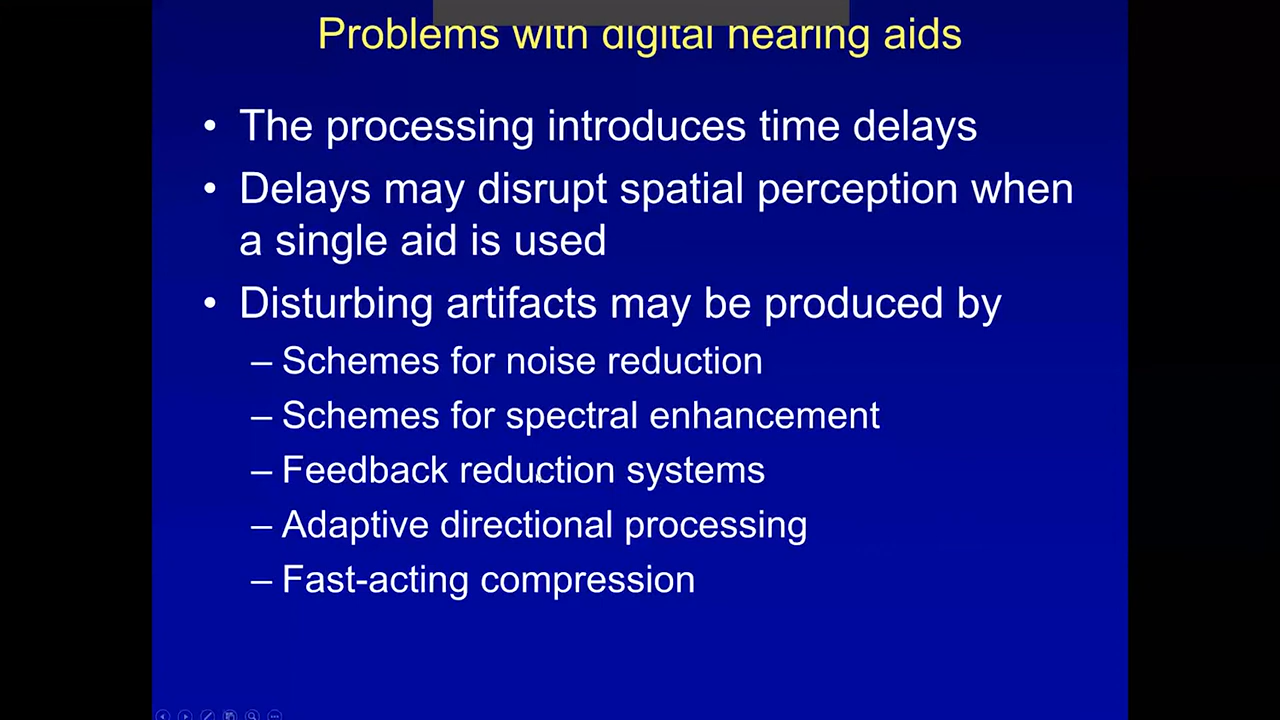 Problems with digital hearing aids
• The processing introduces time delays
• Delays may disrupt spatial perception when
a single aid is used
• Disturbing artifacts may be produced by
– Schemes for noise reduction
– Schemes for spectral enhancement
– Feedback reduction systems
– Adaptive directional processing
– Fast-acting compression